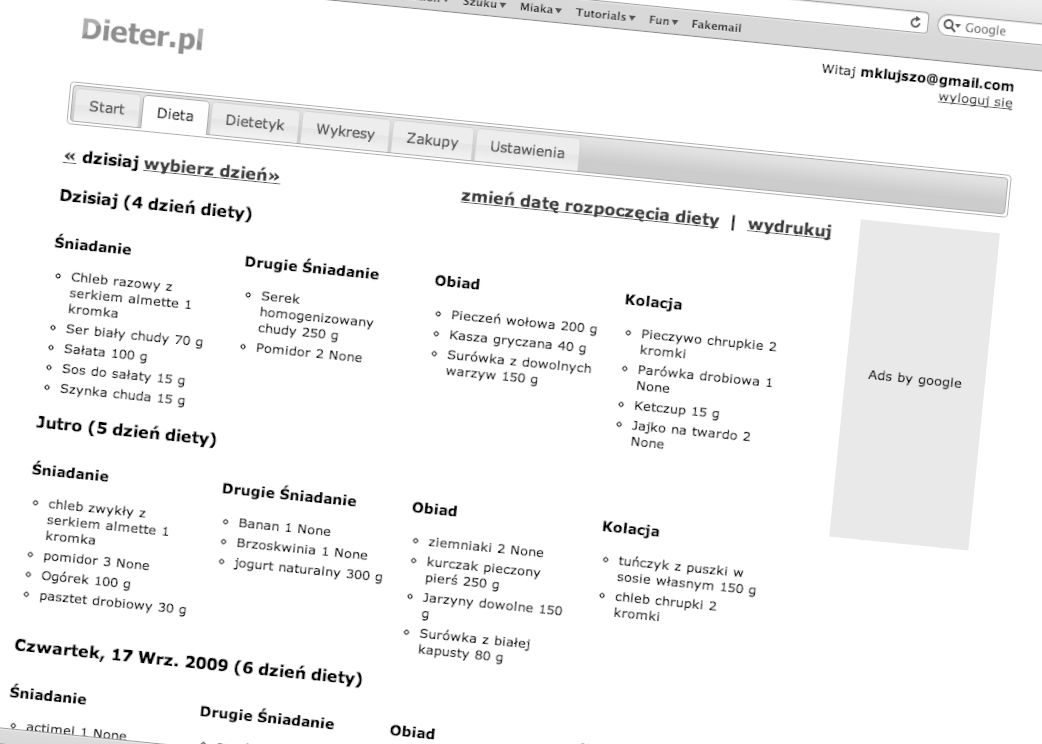 Szuku ▾ Miaka ▾ Tutorials ▾ Fun ▾ Fakemail
Google
Dieter.pl
Witaj mklujszo@gmail.com
wyloguj się
Start Dieta Dietetyk Wykresy Zakupy Ustawienia
« dzisiaj wybierz dzień»
zmień datę rozpoczęcia diety | wydrukuj
Dzisiaj (4 dzień diety)
Śniadanie
Chleb razowy z
serkiem almette 1
kromka
Ser biały chudy 70 g
Sałata 100 g
Sos do sałaty 15 g
Szynka chuda 15 g
Drugie Śniadanie
Serek
homogenizowany
chudy 250 g
Pomidor 2 None
Obiad
Pieczeń wołowa 200 g
Kasza gryczana 40 g
Surówka z dowolnych
warzyw 150 g
Kolacja
Pieczywo chrupkie 2
kromki
Parówka drobiowa 1
None
Ketczup 15 g
Jajko na twardo 2
None
Ads by google
Jutro (5 dzień diety)
Śniadanie
chleb zwykły z
serkiem almette 1
kromka
pomidor 3 None
Ogórek 100 g
pasztet drobiowy 30 g
Drugie Śniadanie
Banan 1 None
Brzoskwinia 1 None
jogurt naturalny 300 g
Obiad
ziemniaki 2 None
kurczak pieczony
pierś 250 g
Jarzyny dowolne 150
g
Surówka z białej
kapusty 80 g
Kolacja
tuńczyk z puszki w
sosie własnym 150 g
chleb chrupki 2
kromki
Czwartek, 17 Wrz. 2009 (6 dzień diety)
Śniadanie
actimel 1 None
Drugie Śniadanie
Obiad